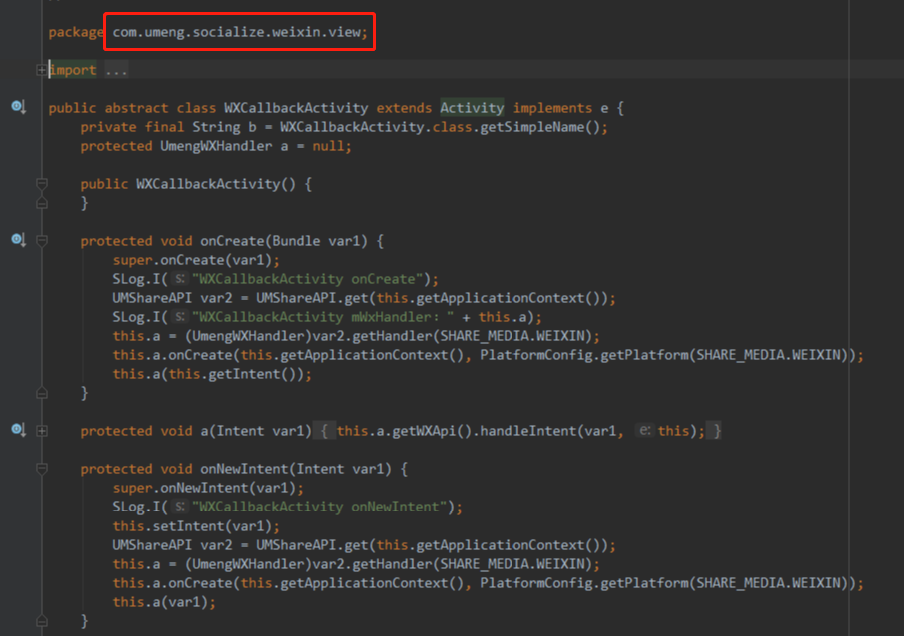 package com.umeng.socialize.weixin.view;
import ...
public abstract class WXCallbackActivity extends Activity implements e {
private final String b = WXCallbackActivity.class.getSimpleName();
protected UmengWXHandler a = null;
public WXCallbackActivity() {
}
protected void onCreate(Bundle var1) {
super.onCreate(var1);
SLog.I( s: "WXCallbackActivity onCreate");
UMShareAPI var2 = UMShareAPI.get(this.getApplicationContext());
SLog.I( s: "WXCallbackActivity mWxHandler：" + this.a);
this.a = (UmengWXHandler)var2.getHandler(SHARE_MEDIA.WEIXIN);
this.a.onCreate(this.getApplicationContext(), PlatformConfig.getPlatform(SHARE_MEDIA.WEIXIN));
this.a(this.getIntent());
}
protected void a(Intent var1) { this.a.getWXApi().handleIntent(var1, e: this); }
protected void onNewIntent(Intent var1) {
super.onNewIntent(var1);
SLog.I( s: "WXCallbackActivity onNewIntent");
this.setIntent(var1);
UMShareAPI var2 = UMShareAPI.get(this.getApplicationContext());
this.a = (UmengWXHandler)var2.getHandler(SHARE_MEDIA.WEIXIN);
this.a.onCreate(this.getApplicationContext(), PlatformConfig.getPlatform(SHARE_MEDIA.WEIXIN));
this.a(var1);
}